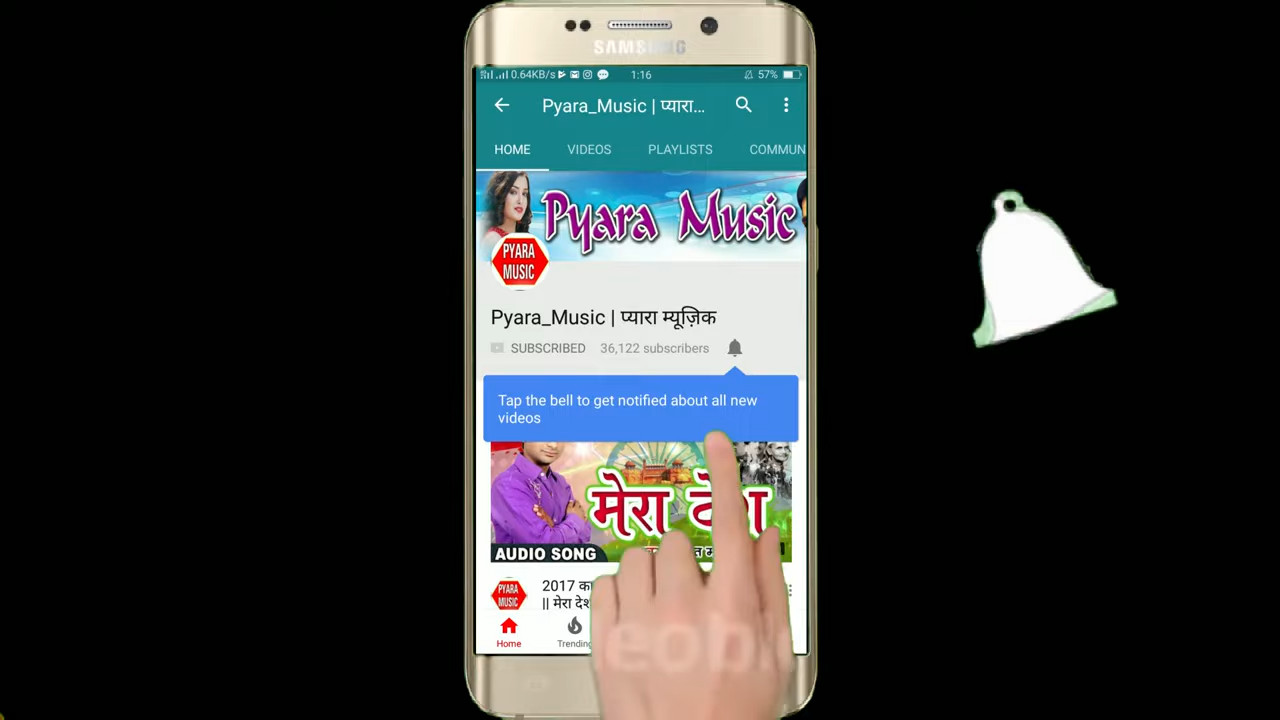 SAMSUNG
0.64KB/s 1:16 57%
Pyara_Music | प्यारा...
HOME VIDEOS PLAYLISTS COMMUN
Pyara Music
PYARA
MUSIC
Pyara_Music | प्यारा म्यूज़िक
SUBSCRIBED 36,122 subscribers
Tap the bell to get notified about all new
videos
मेरा देश
AUDIO SONG
PYARA
MUSIC
2017 का
|| मेरा देश
Home Trending